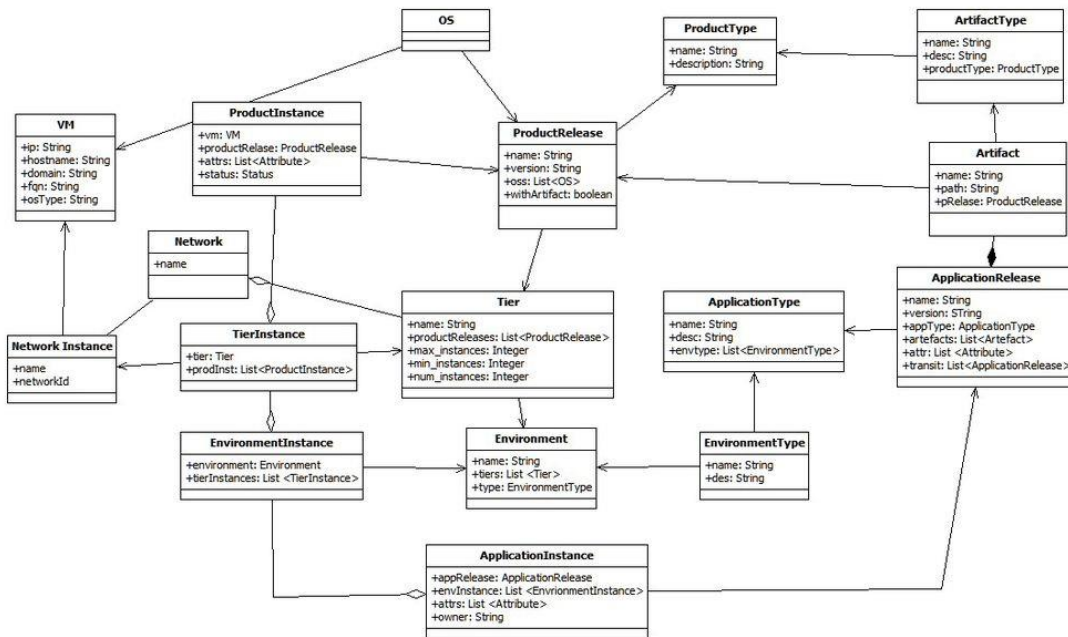 OS
ProductType
+name: String
+description: String
ArtifactType
+name: String
+desc: String
+productType: ProductType
VM
+ip: String
+hostname: String
+domain: String
+fqn: String
+osType: String
ProductInstance
+vm: VM
+productRelase: ProductRelease
+attrs: List<Attribute>
+status: Status
ProductRelease
+name: String
+version: String
+oss: List<OS>
+withArtifact: boolean
Artifact
+name: String
+path: String
+pRelase: ProductRelease
Network
+name
Network Instance
+name
+networkId
TierInstance
+tier: Tier
+prodInst: List<ProductInstance>
Tier
+name: String
+productReleases: List<ProductRelease>
+max_instances: Integer
+min_instances: Integer
+num_instances: Integer
ApplicationType
+name: String
+desc: String
+envtype: List<EnvironmentType>
ApplicationRelease
+name: String
+version: STring
+appType: ApplicationType
+artefacts: List<Artefact>
+attr: List <Attribute>
+transit: List<ApplicationRelease>
EnvironmentInstance
+environment: Environment
+tierInstances: List <TierInstance>
Environment
+name: String
+tiers: List <Tier>
+type: EnvironmentType
EnvironmentType
+name: String
+des: String
ApplicationInstance
+appRelease: ApplicationRelease
+envInstance: List <EnvrionmentInstance>
+attrs: List <Attribute>
+owner: String